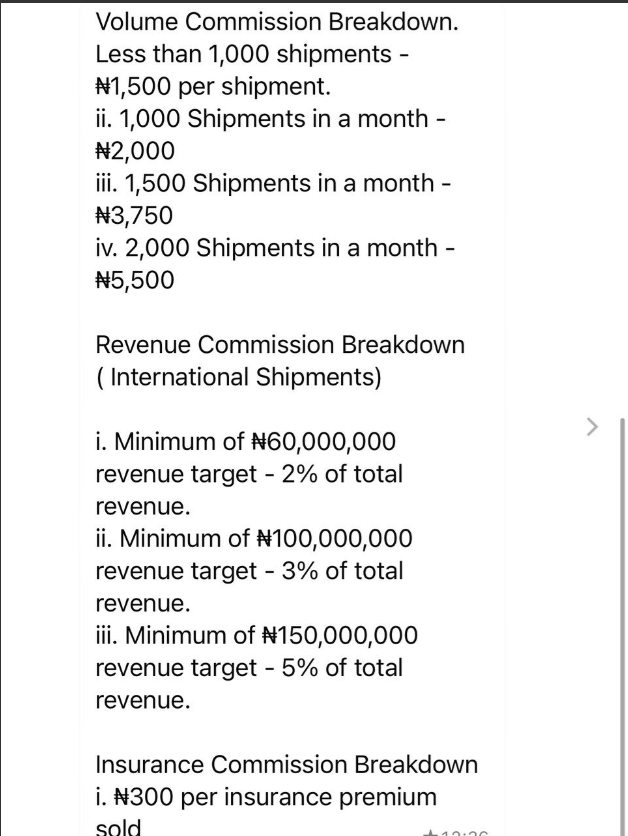 Volume Commission Breakdown.
Less than 1,000 shipments -
₦1,500 per shipment.
ii. 1,000 Shipments in a month -
₦2,000
iii. 1,500 Shipments in a month -
₦3,750
iv. 2,000 Shipments in a month -
₦5,500
Revenue Commission Breakdown
( International Shipments)
i. Minimum of ₦60,000,000
revenue target - 2% of total
revenue.
ii. Minimum of ₦100,000,000
revenue target - 3% of total
revenue.
iii. Minimum of ₦150,000,000
revenue target - 5% of total
revenue.
Insurance Commission Breakdown
i. ₦300 per insurance premium
sold